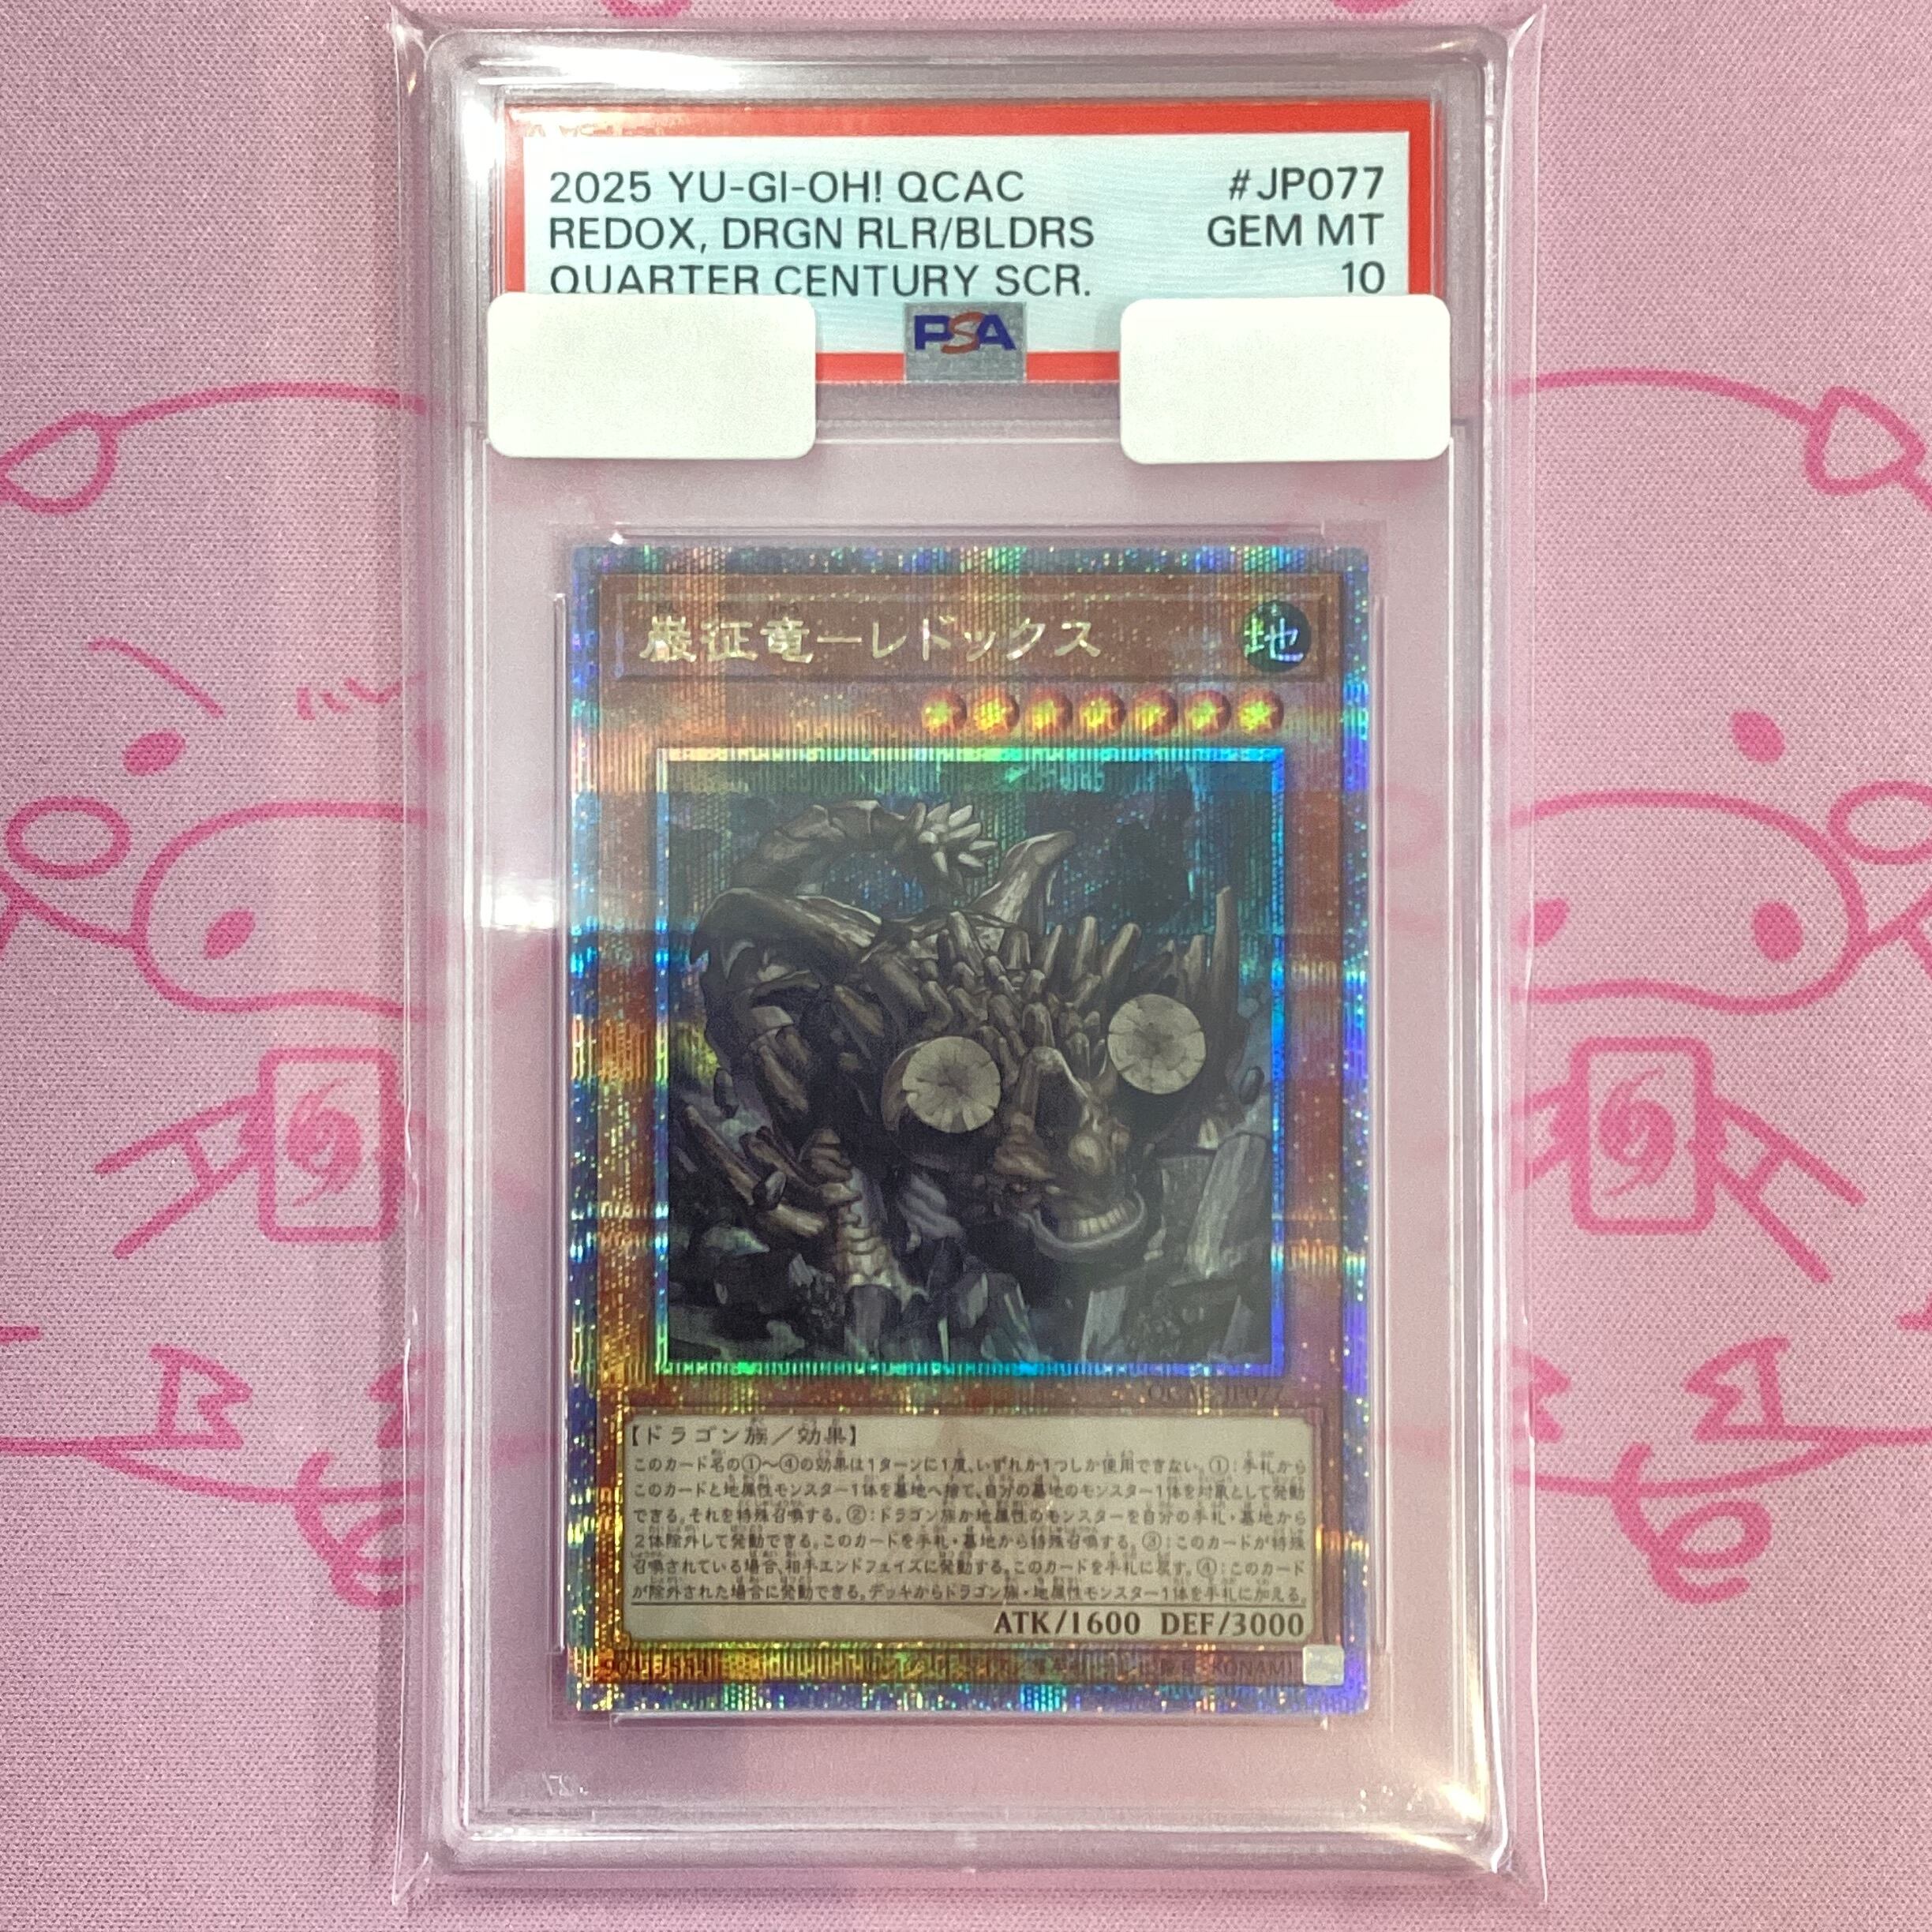 2025 YU-GI-OH! QCAC #JP077
REDOX, DRGN RLR/BLDRS GEM MT
QUARTER CENTURY SCR. 10
PSA
巌征竜-レドックス
地
QCAC-JP077
【ドラゴン族／効果】
このカード名の①～④の効果は1ターンに1度、いずれか1つしか使用できない。①：手札から
このカードと地属性モンスター1体を墓地へ捨て、自分の墓地のモンスター1体を対象として発動
できる。それを特殊召喚する。②：ドラゴン族か地属性のモンスターを自分の手札・墓地から
2体除外して発動できる。このカードを手札・墓地から特殊召喚する。③：このカードが特殊
召喚されている場合、相手エンドフェイズに発動する。このカードを手札に戻す。④：このカード
が除外された場合に発動できる。デッキからドラゴン族・地属性モンスター1体を手札に加える。
ATK/1600 DEF/3000
KONAMI